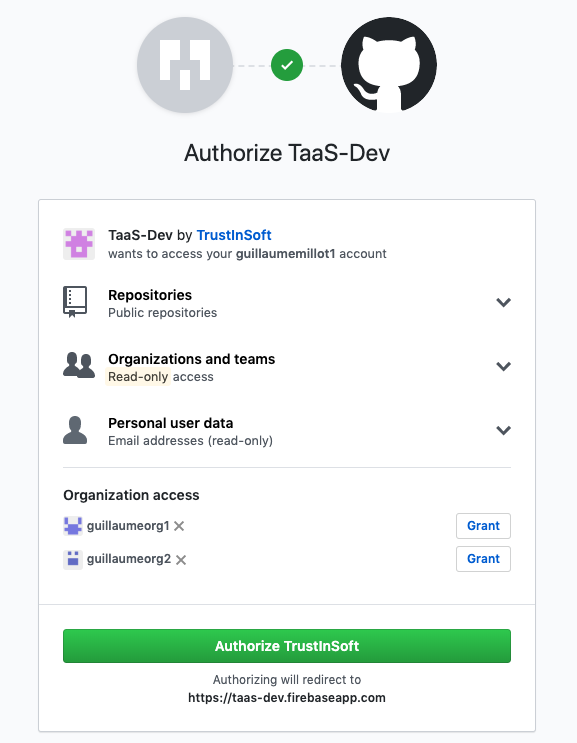 Authorize TaaS-Dev
TaaS-Dev by TrustInSoft
wants to access your guillaumemillot1 account
Repositories
Public repositories
Organizations and teams
Read-only access
Personal user data
Email addresses (read-only)
Organization access
guillaumeorg1
Grant
guillaumeorg2
Grant
Authorize TrustInSoft
Authorizing will redirect to
https://taas-dev.firebaseapp.com